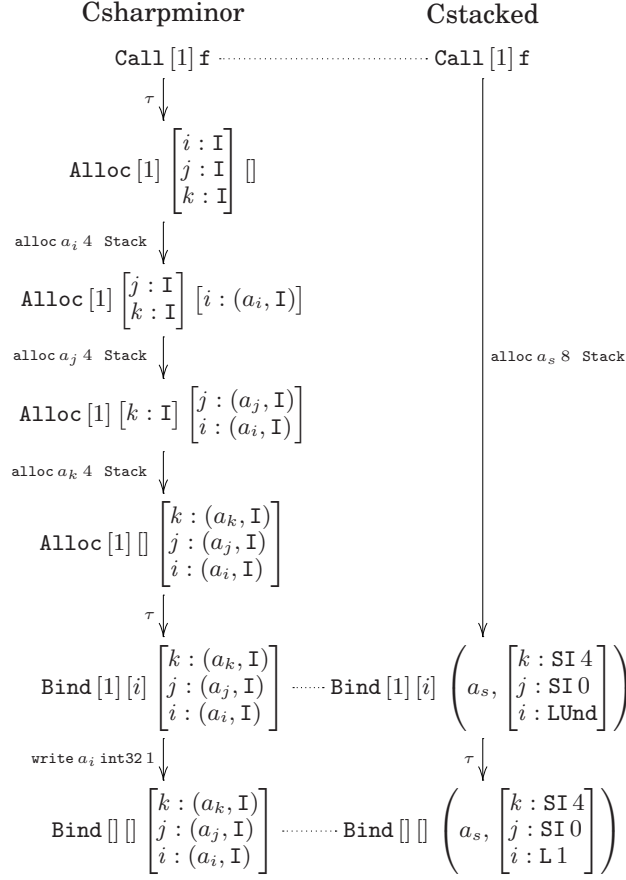 Csharpminor Cstacked
Call [1] f Call [1] f
τ
Alloc [1] [i : I j : I k : I] []
alloc a_i 4 Stack
Alloc [1] [j : I k : I] [i : (a_i, I)]
alloc a_j 4 Stack
alloc a_s 8 Stack
Alloc [1] [k : I] [j : (a_j, I) i : (a_i, I)]
alloc a_k 4 Stack
Alloc [1] [] [k : (a_k, I) j : (a_j, I) i : (a_i, I)]
τ
Bind [1] [i] [k : (a_k, I) j : (a_j, I) i : (a_i, I)] Bind [1] [i] (a_s, [k : SI 4 j : SI 0 i : LUnd])
write a_i int32 1 τ
Bind [] [] [k : (a_k, I) j : (a_j, I) i : (a_i, I)] Bind [] [] (a_s, [k : SI 4 j : SI 0 i : L 1])